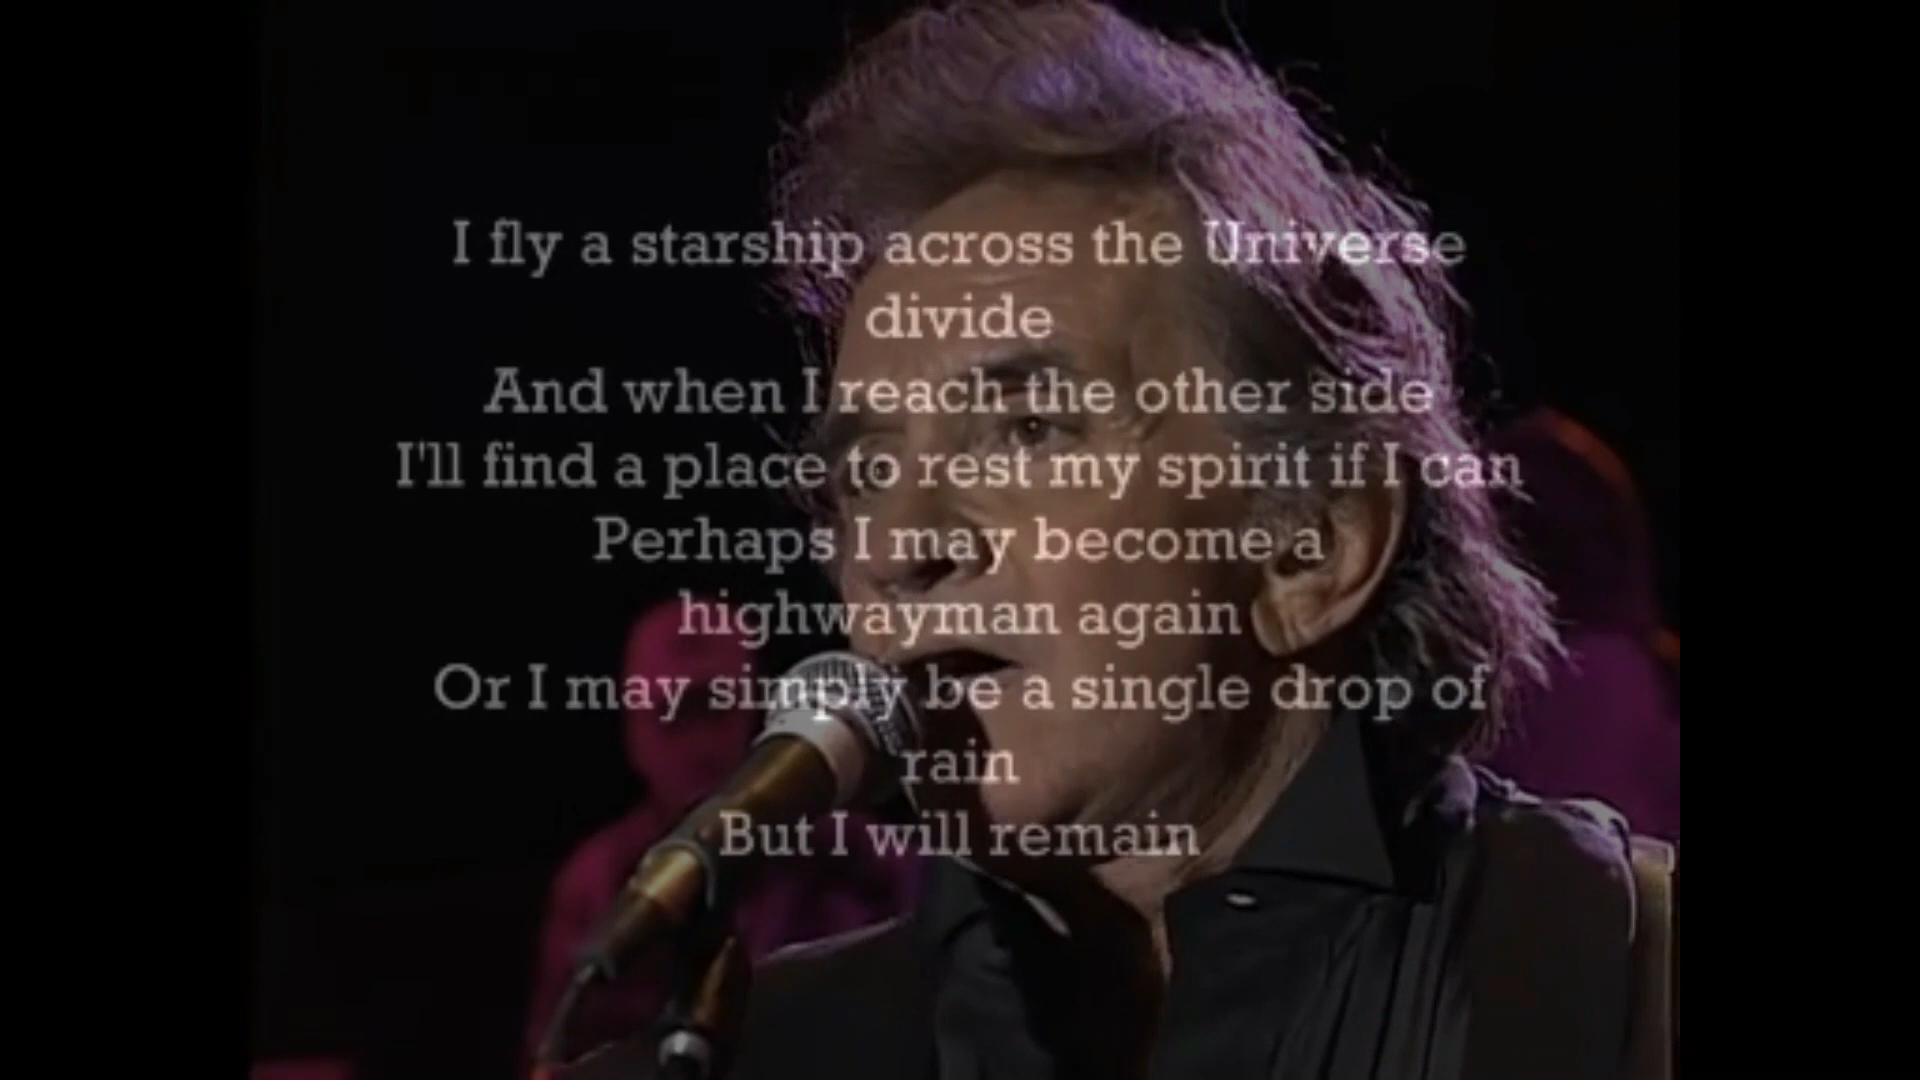 I fly a starship across the Universe
divide
And when I reach the other side
I'll find a place to rest my spirit if I can
Perhaps I may become a
highwayman again
Or I may simply be a single drop of
rain
But I will remain